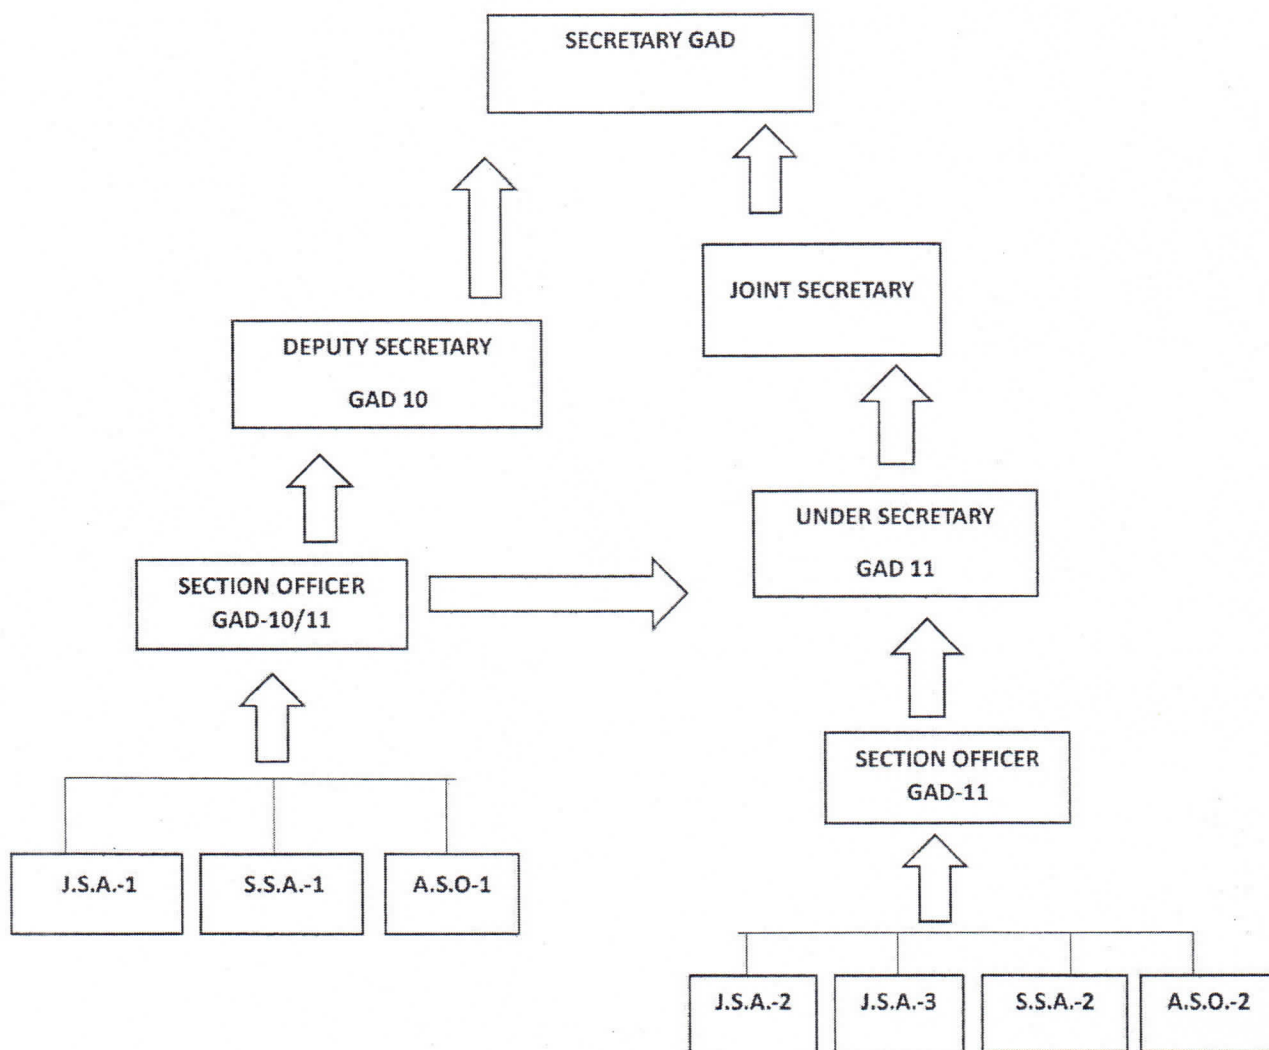 SECRETARY GAD
JOINT SECRETARY
DEPUTY SECRETARY
GAD 10
UNDER SECRETARY
GAD 11
SECTION OFFICER
GAD-10/11
SECTION OFFICER
GAD-11
J.S.A.-1
S.S.A.-1
A.S.O-1
J.S.A.-2
J.S.A.-3
S.S.A.-2
A.S.O.-2